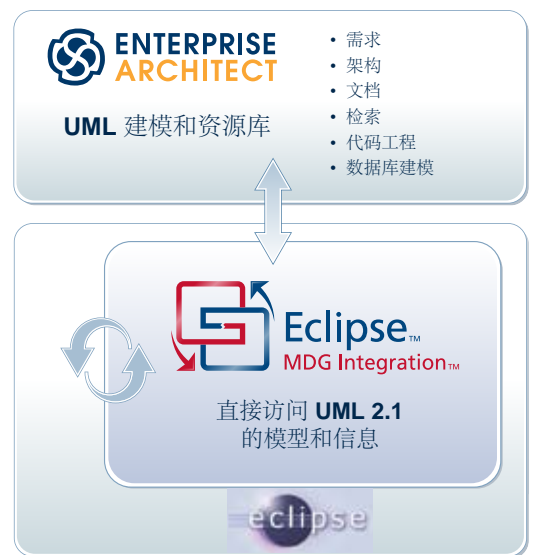 ENTERPRISE
ARCHITECT
UML 建模和资源库
• 需求
• 架构
• 文档
• 检索
• 代码工程
• 数据库建模
Eclipse™
MDG Integration™
直接访问 UML 2.1
的模型和信息
eclipse